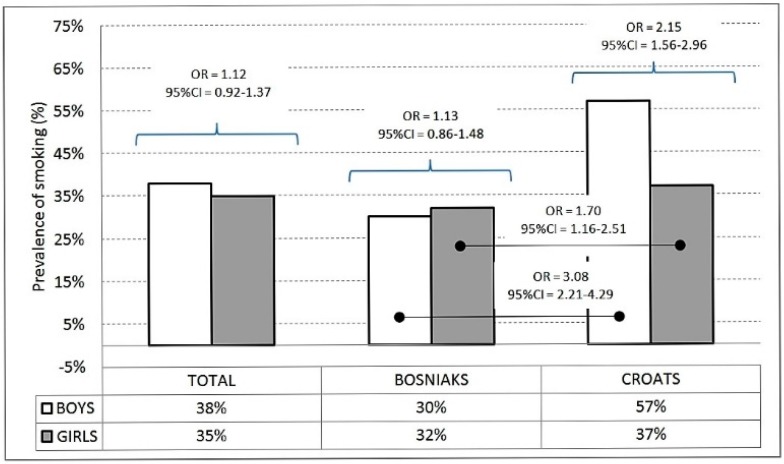 Prevalence of smoking (%)
75%
65%
55%
45%
35%
25%
15%
5%
-5%
OR = 1.12
95%CI = 0.92-1.37
OR = 1.13
95%CI = 0.86-1.48
OR = 2.15
95%CI = 1.56-2.96
OR = 1.70
95%CI = 1.16-2.51
OR = 3.08
95%CI = 2.21-4.29
TOTAL BOSNIAKS CROATS
BOYS 38% 30% 57%
GIRLS 35% 32% 37%